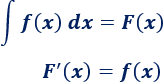 ∫ f(x) dx = F(x)
F′(x) = f(x)